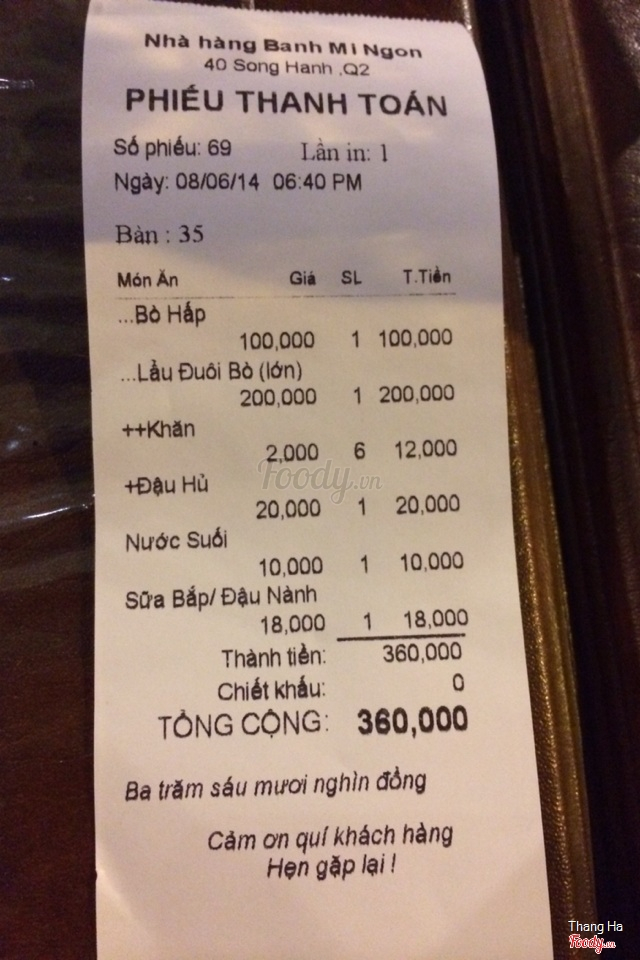 Nhà hàng Banh Mi Ngon
40 Song Hanh ,Q2
PHIẾU THANH TOÁN
Số phiếu: 69 Lần in: 1
Ngày: 08/06/14 06:40 PM
Bàn : 35
Món Ăn Giá SL T.Tiền
...Bò Hấp
100,000 1 100,000
...Lẩu Đuôi Bò (lớn)
200,000 1 200,000
++Khăn
2,000 6 12,000
Foody.vn
+Đậu Hủ
20,000 1 20,000
Nước Suối
10,000 1 10,000
Sữa Bắp/ Đậu Nành
18,000 1 18,000
Thành tiền: 360,000
Chiết khấu: 0
TỔNG CỘNG: 360,000
Ba trăm sáu mươi nghìn đồng
Cảm ơn quí khách hàng
Hẹn gặp lại !
Thang Ha
Foody.vn